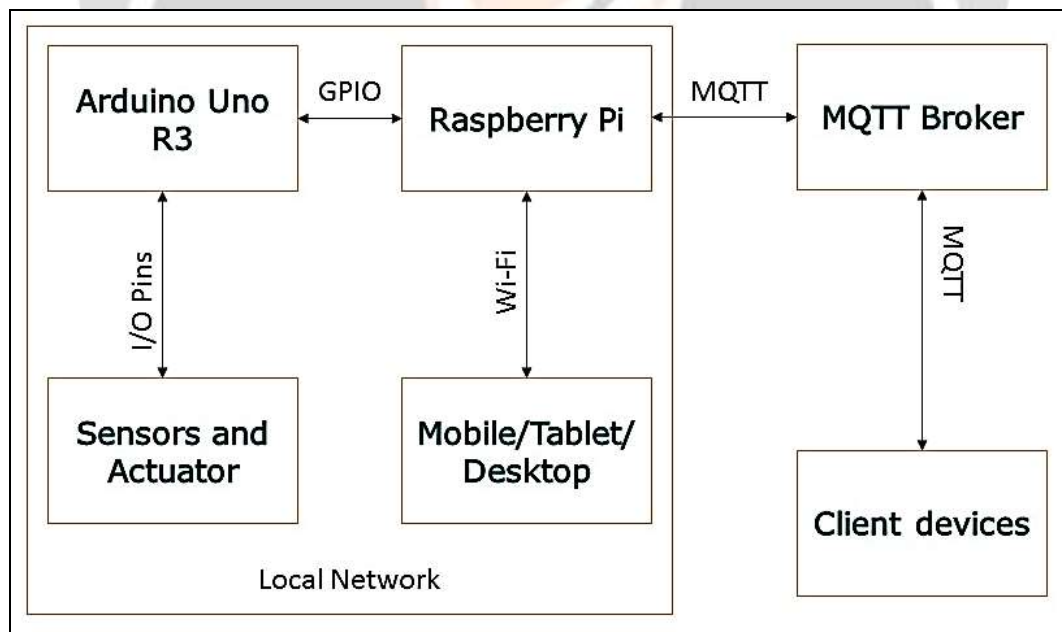 Arduino Uno
R3
GPIO
Raspberry Pi
MQTT
MQTT Broker
I/O Pins
Wi-Fi
MQTT
Sensors and
Actuator
Mobile/Tablet/
Desktop
Client devices
Local Network